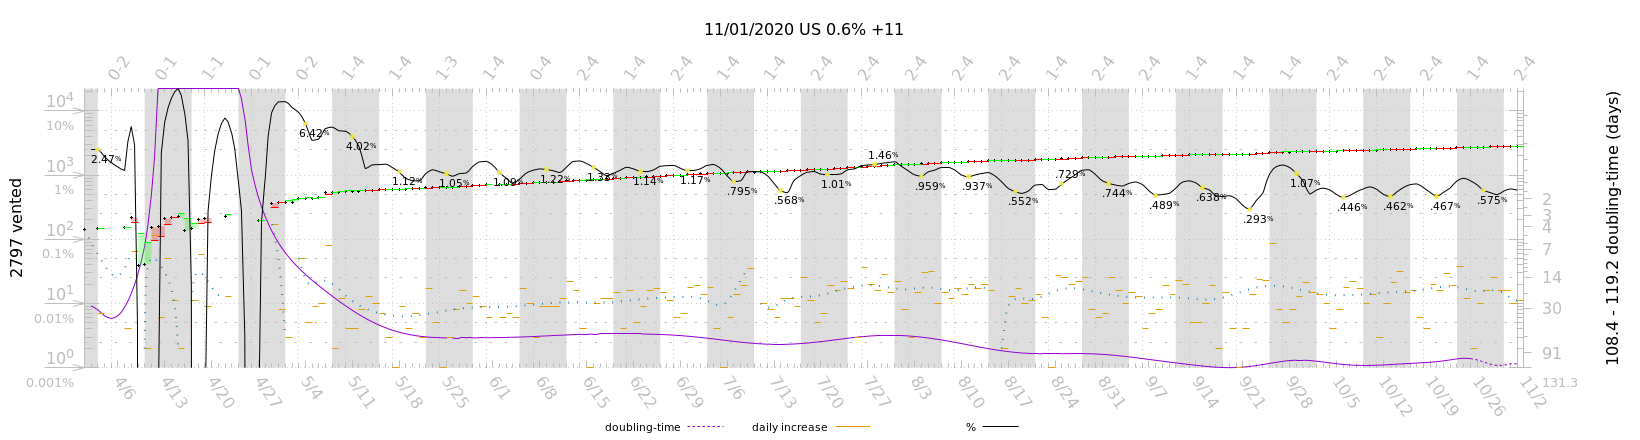 11/01/2020 US 0.6% +11
0-2 0-1 1-1 0-1 0-2 1-4 1-4 1-3 1-4 0-4 2-4 1-4 2-4 1-4 1-4 2-4 2-4 2-4 2-4 2-4 1-4 2-4 2-4 1-4 1-4 2-4 2-4 2-4 2-4 1-4 2-4
10⁴
10%
10³
1%
10²
0.1%
10¹
0.01%
10⁰
0.001%
2797 vented
2.47% 6.42% 4.02% 1.12% 1.05% 1.09% 1.22% 1.33% 1.14% 1.17% .795% .568% 1.01% 1.46% .959% .937% .552% .729% .744% .489% .638% .293% 1.07% .446% .462% .467% .575%
2
3
4
7
14
30
91
131.3
108.4 - 119.2 doubling-time (days)
4/6 4/13 4/20 4/27 5/4 5/11 5/18 5/25 6/1 6/8 6/15 6/22 6/29 7/6 7/13 7/20 7/27 8/3 8/10 8/17 8/24 8/31 9/7 9/14 9/21 9/28 10/5 10/12 10/19 10/26 11/2
doubling-time daily increase %